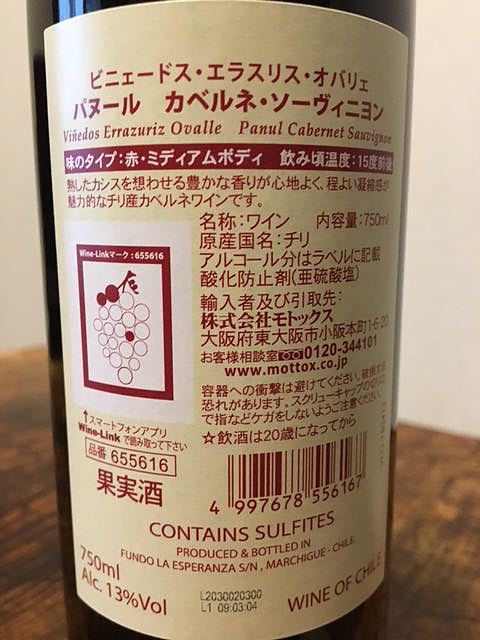 ビニェードス・エラスリス・オバリェ
パヌール カベルネ・ソーヴィニヨン
Viñedos Errazuriz Ovalle Panul Cabernet Sauvignon
味のタイプ：赤・ミディアムボディ 飲み頃温度：15度前後
熟したカシスを想わせる豊かな香りが心地よく、程よい凝縮感が
魅力的なチリ産カベルネワインです。
名称：ワイン 内容量：750ml
原産国名：チリ
アルコール分はラベルに記載
酸化防止剤（亜硫酸塩）
輸入者及び引取先：
株式会社モトックス
大阪府東大阪市小阪本町1-6-20
お客様相談室 0120-344101
www.mottox.co.jp
容器への衝撃は避けてください。破損する
恐れがあります。スクリューキャップの切り口
で指などケガをしないようご注意ください。
☆飲酒は20歳になってから
Wine-Linkマーク：655616
↑スマートフォンアプリ
Wine-Linkで読み取って下さい
品番 655616
果実酒
4 997678 556167
CONTAINS SULFITES
PRODUCED & BOTTLED IN
FUNDO LA ESPERANZA S/N , MARCHIGUE - CHILE.
750ml
Alc. 13%Vol
L2030020300
L1 09:03:04
WINE OF CHILE